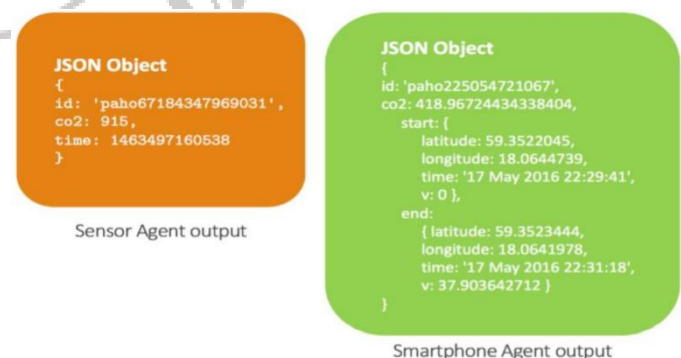 JSON Object
{
id: 'paho67184347969031',
co2: 915,
time: 1463497160538
}
Sensor Agent output
JSON Object
{
id: 'paho225054721067',
co2: 418.96724434338404,
start: {
latitude: 59.3522045,
longitude: 18.0644739,
time: '17 May 2016 22:29:41',
v: 0 },
end:
{ latitude: 59.3523444,
longitude: 18.0641978,
time: '17 May 2016 22:31:18',
v: 37.903642712 }
}
Smartphone Agent output